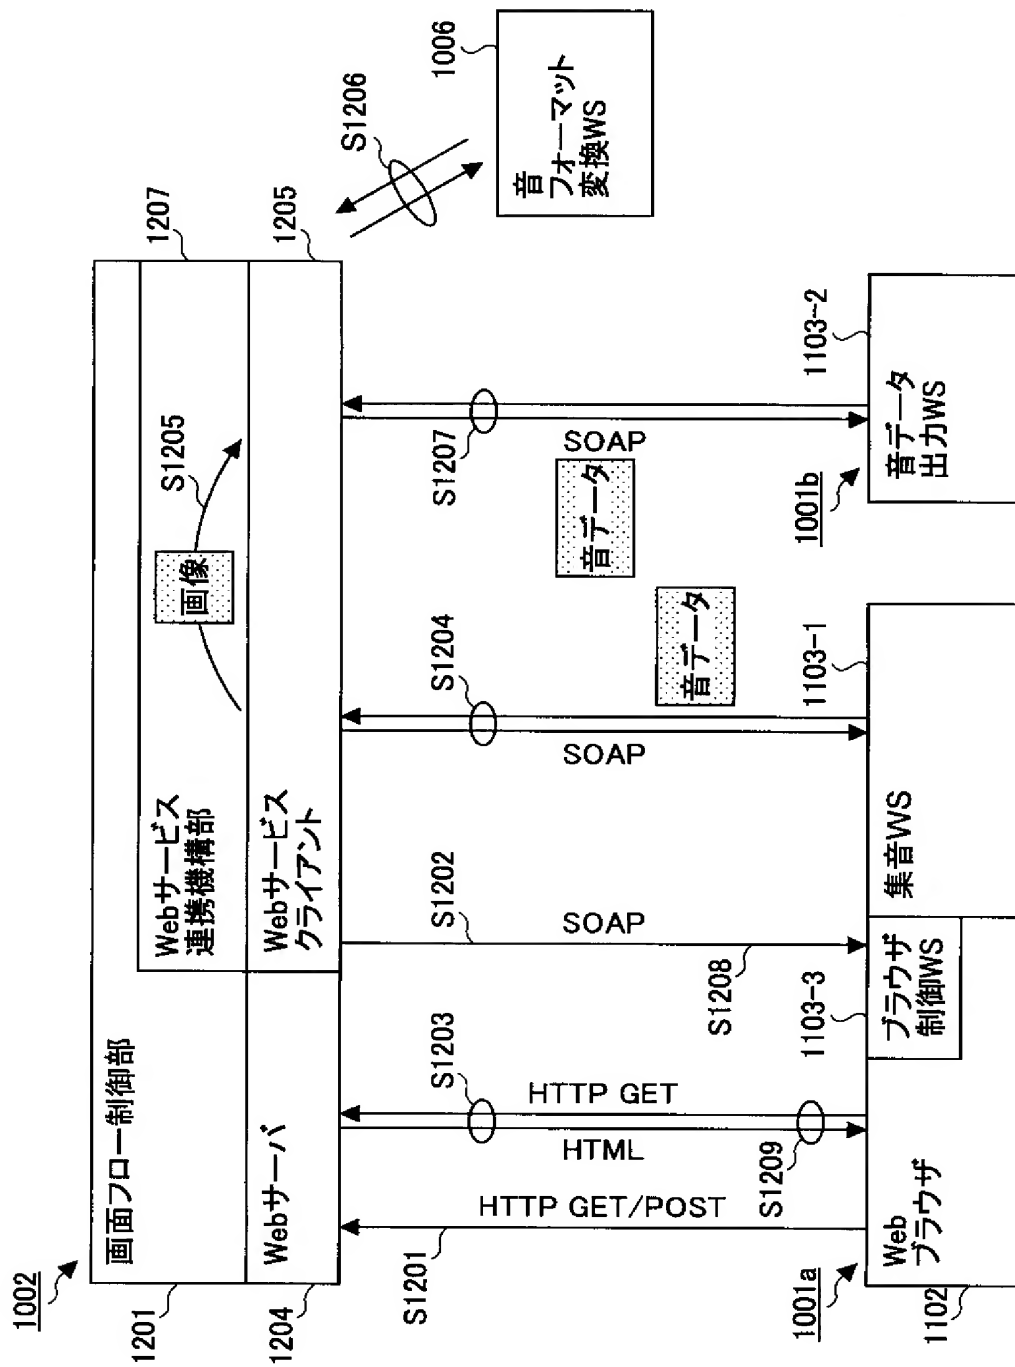 1002
1201
画面フロー制御部
1207
Webサービス
連携機構部
画像
S1205
1204
Webサーバ
1205
Webサービス
クライアント
S1206
1006
音
フォーマット
変換WS
S1201
HTTP GET/POST
S1203
HTTP GET
HTML
S1209
S1202
SOAP
S1208
S1204
SOAP
音データ
音データ
S1207
SOAP
1001a
1102
Web
ブラウザ
1103-3
ブラウザ
制御WS
1103-1
集音WS
1001b
1103-2
音データ
出力WS